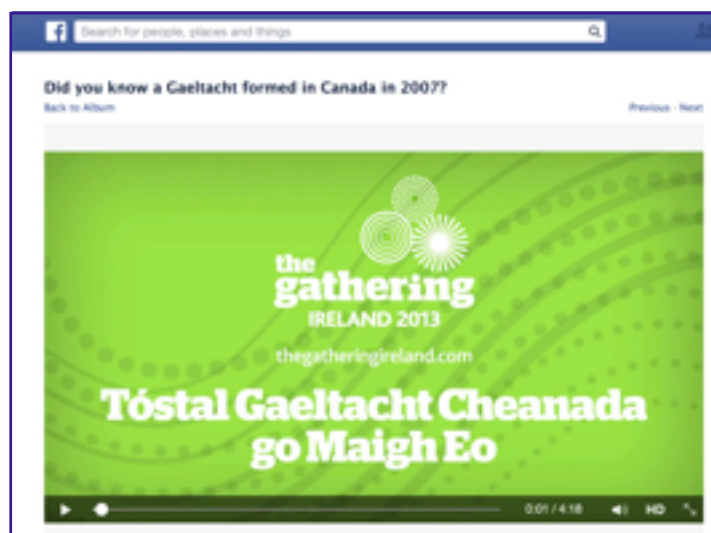 Search for people, places and things
Did you know a Gaeltacht formed in Canada in 2007?
Back to Album
Previous · Next
the
gathering
IRELAND 2013
thegatheringireland.com
Tóstal Gaeltacht Cheanada
go Maigh Eo
0:01 / 4:18
HD